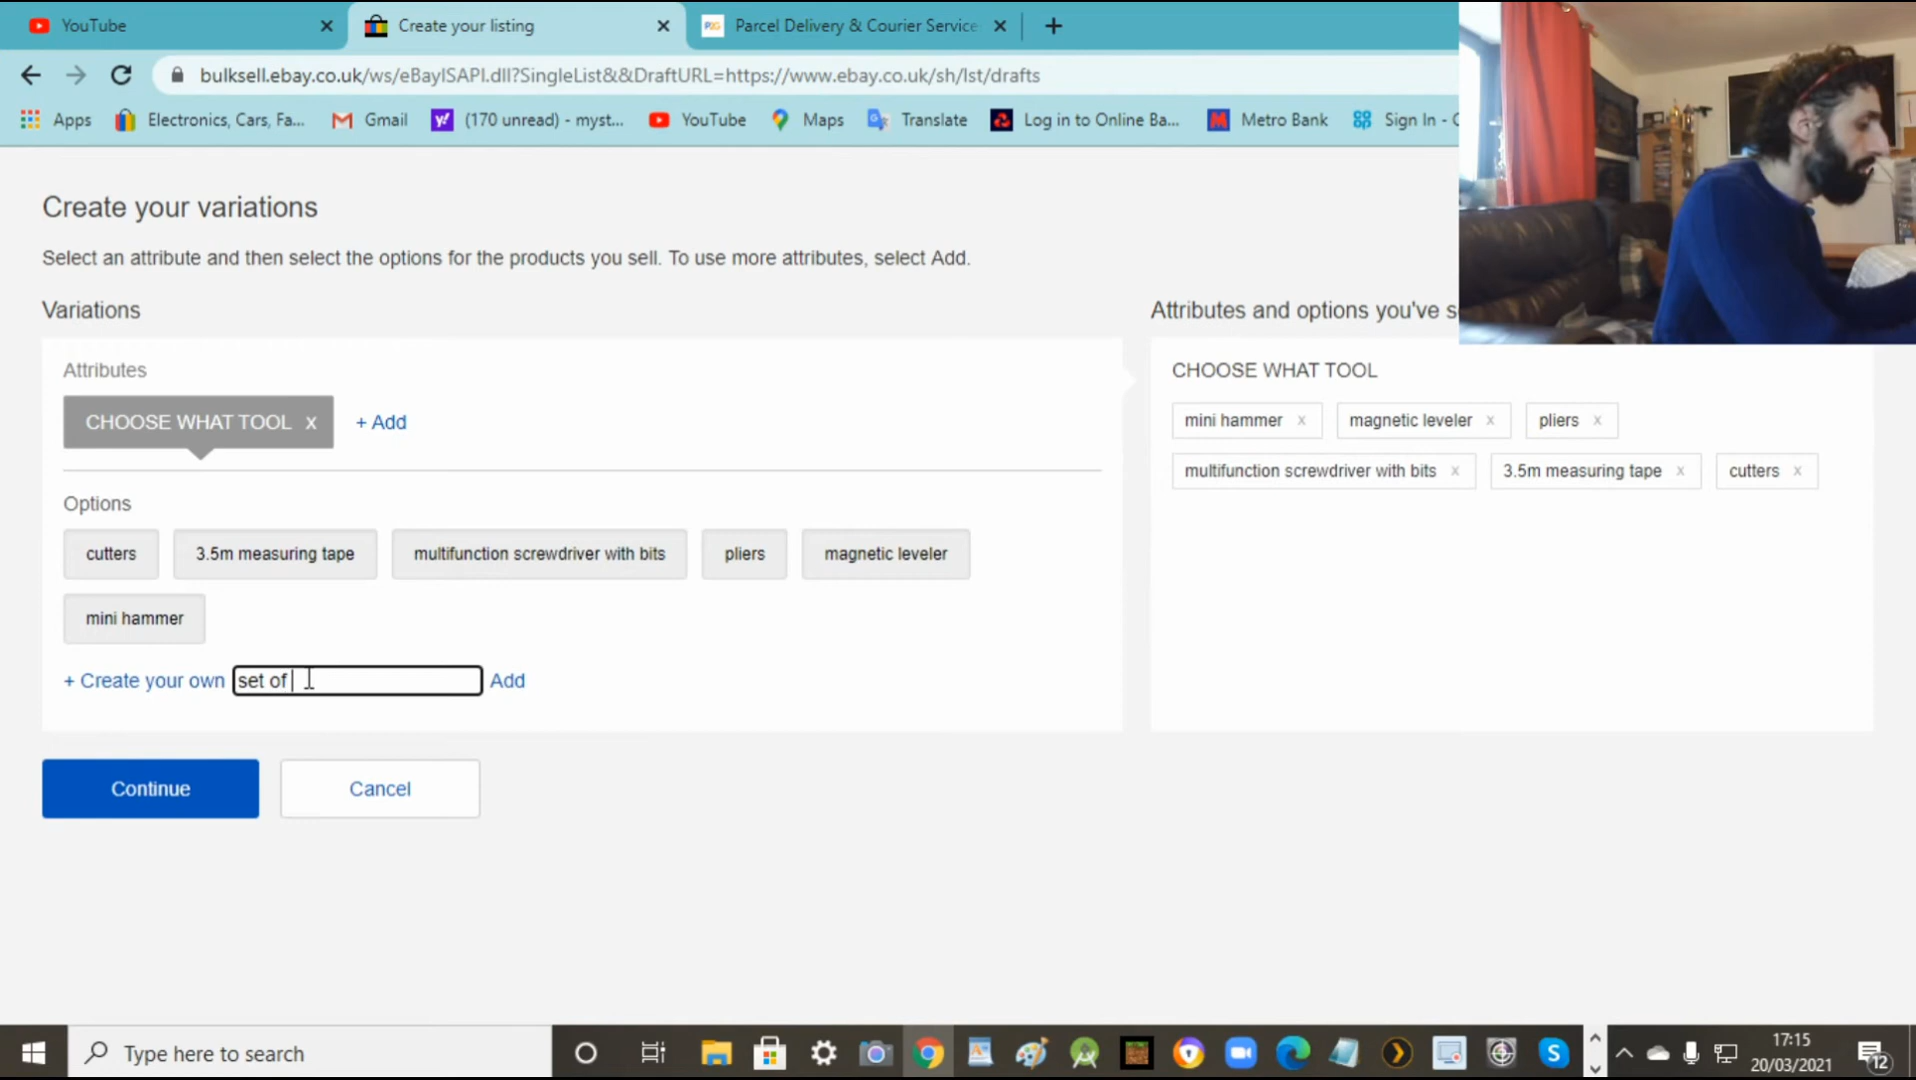 YouTube
Create your listing
Parcel Delivery & Courier Service
bulksell.ebay.co.uk/ws/eBayISAPI.dll?SingleList&&DraftURL=https://www.ebay.co.uk/sh/lst/drafts
Apps Electronics, Cars, Fa... Gmail (170 unread) - myst... YouTube Maps Translate Log in to Online Ba... Metro Bank Sign In - C
Create your variations
Select an attribute and then select the options for the products you sell. To use more attributes, select Add.
Variations
Attributes
CHOOSE WHAT TOOL x + Add
Options
cutters 3.5m measuring tape multifunction screwdriver with bits pliers magnetic leveler
mini hammer
+ Create your own set of Add
Continue Cancel
Attributes and options you've s
CHOOSE WHAT TOOL
mini hammer x magnetic leveler x pliers x
multifunction screwdriver with bits x 3.5m measuring tape x cutters x
Type here to search
17:15
20/03/2021
12